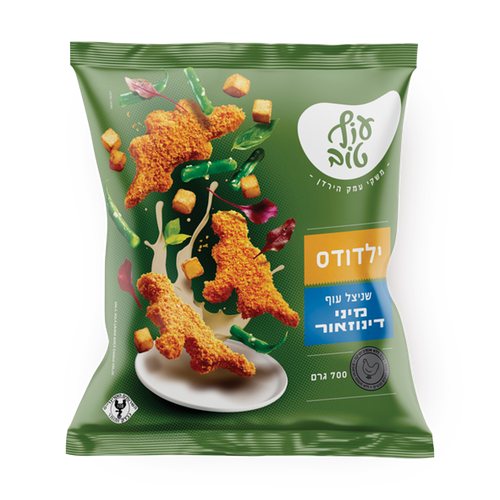 עוף
טוב
- משקי עמק הירדן -
ילדודס
שניצל עוף
מיני
דינוזאור
700 גרם